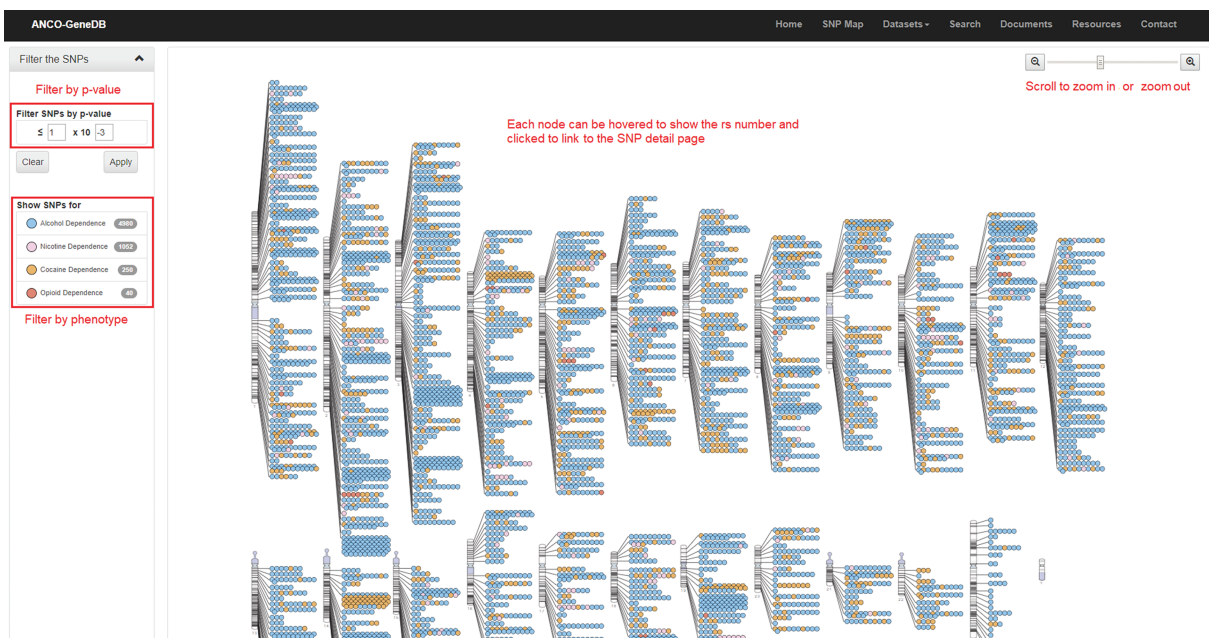 ANCO-GeneDB
Home SNP Map Datasets Search Documents Resources Contact
Filter the SNPs
Filter by p-value
Filter SNPs by p-value
≤ 1 x 10 -3
Clear Apply
Show SNPs for
Alcohol Dependence 4980
Nicotine Dependence 1052
Cocaine Dependence 250
Opioid Dependence 40
Filter by phenotype
Scroll to zoom in or zoom out
Each node can be hovered to show the rs number and
clicked to link to the SNP detail page